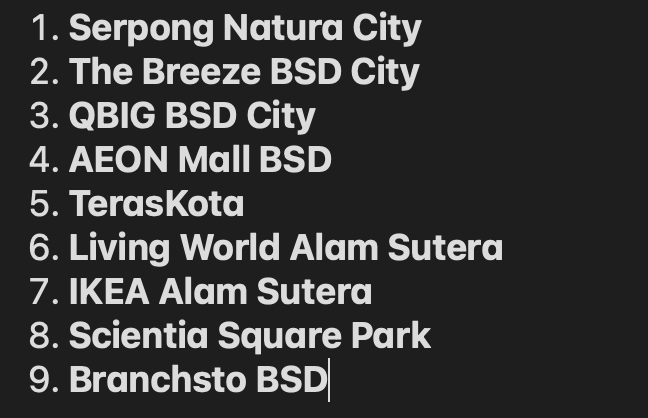 1. Serpong Natura City
2. The Breeze BSD City
3. QBIG BSD City
4. AEON Mall BSD
5. TerasKota
6. Living World Alam Sutera
7. IKEA Alam Sutera
8. Scientia Square Park
9. Branchsto BSD